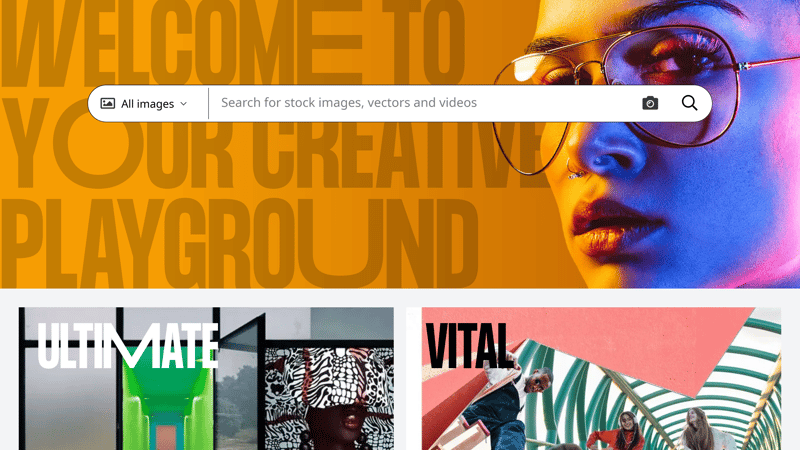 WELCOME TO
YOUR CREATIVE
PLAYGROUND
All images
Search for stock images, vectors and videos
ULTIMATE
VITAL